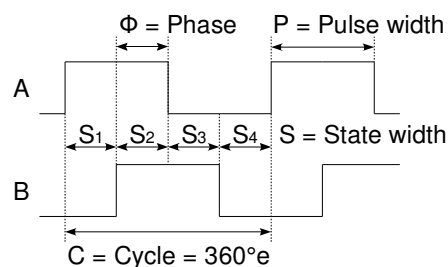 Φ = Phase
P = Pulse width
A
S1 S2 S3 S4 S = State width
B
C = Cycle = 360°e